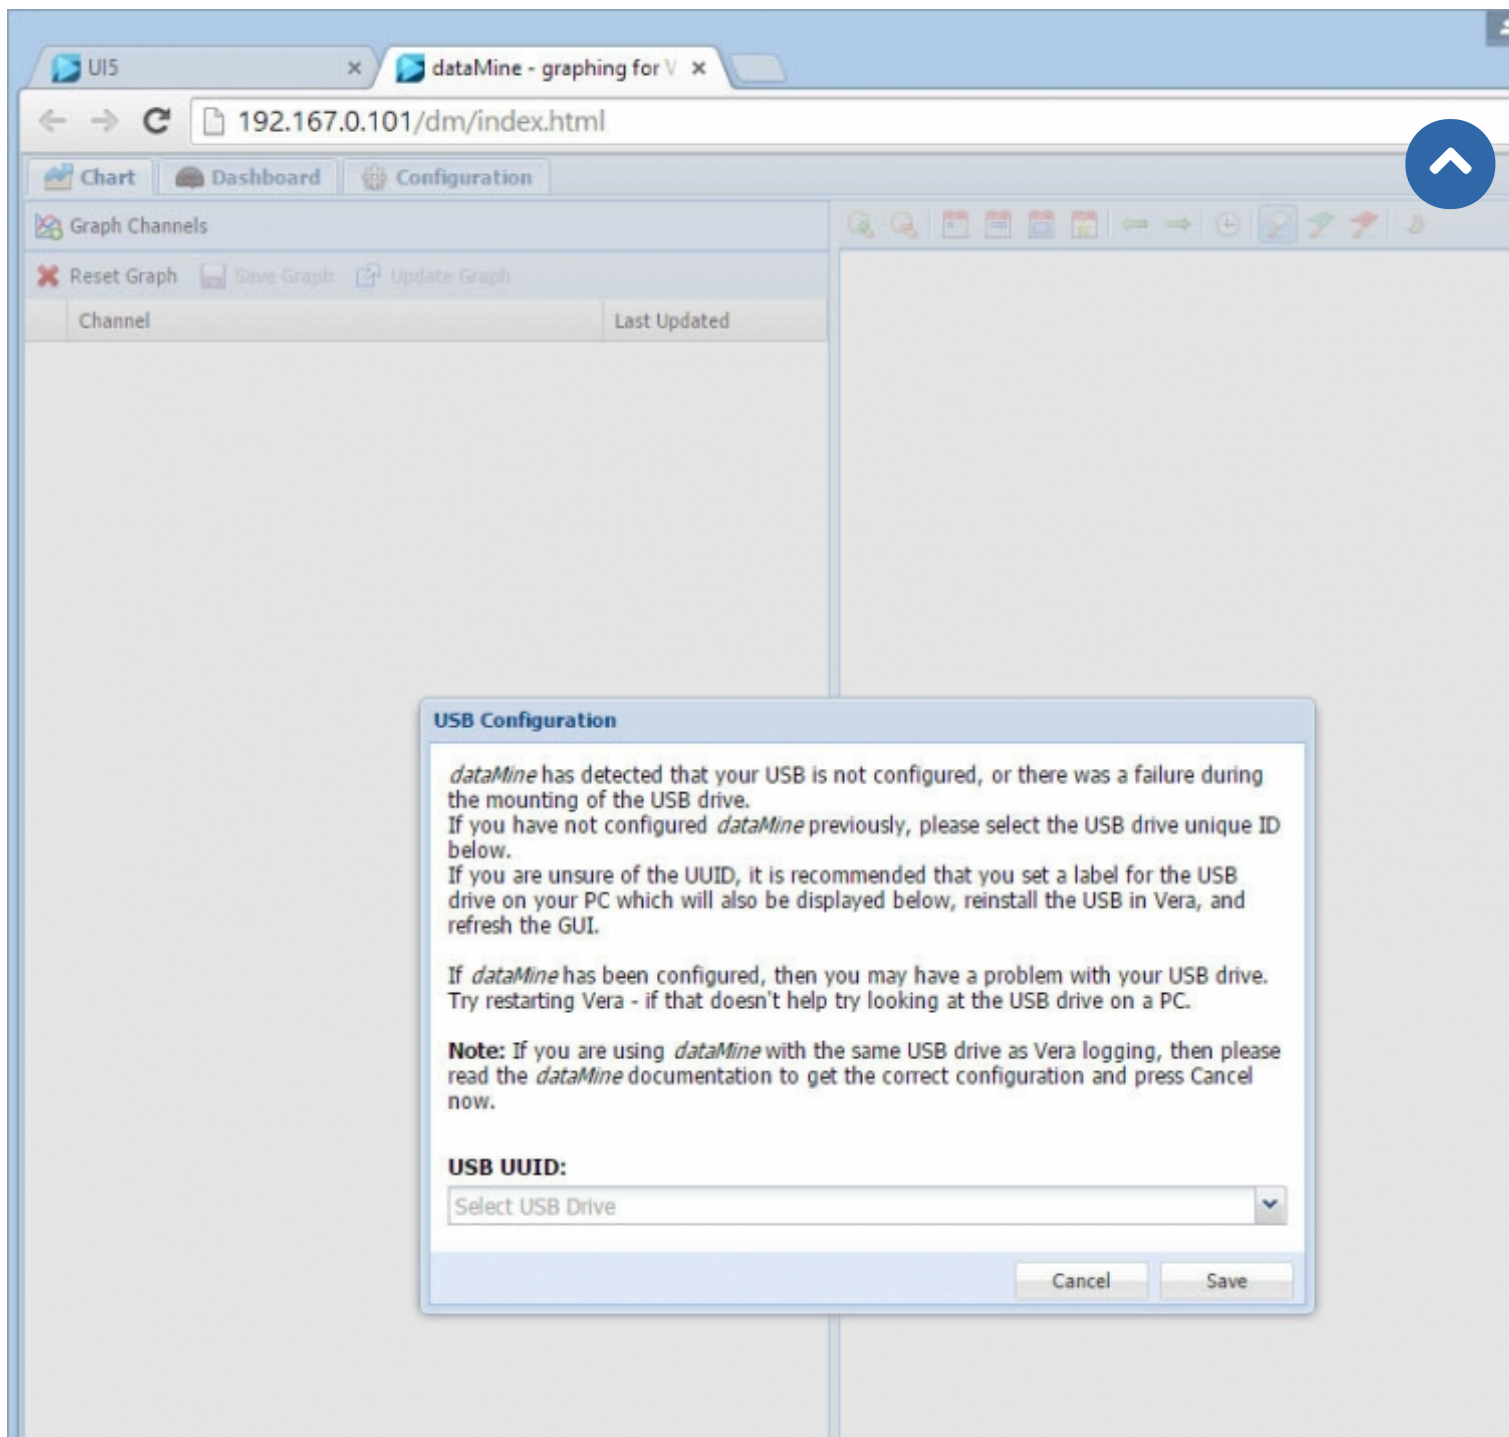 UI5
dataMine - graphing for V
192.167.0.101/dm/index.html
Chart Dashboard Configuration
Graph Channels
Reset Graph Save Graph Update Graph
Channel Last Updated
USB Configuration
dataMine has detected that your USB is not configured, or there was a failure during
the mounting of the USB drive.
If you have not configured dataMine previously, please select the USB drive unique ID
below.
If you are unsure of the UUID, it is recommended that you set a label for the USB
drive on your PC which will also be displayed below, reinstall the USB in Vera, and
refresh the GUI.
If dataMine has been configured, then you may have a problem with your USB drive.
Try restarting Vera - if that doesn't help try looking at the USB drive on a PC.
Note: If you are using dataMine with the same USB drive as Vera logging, then please
read the dataMine documentation to get the correct configuration and press Cancel
now.
USB UUID:
Select USB Drive
Cancel Save